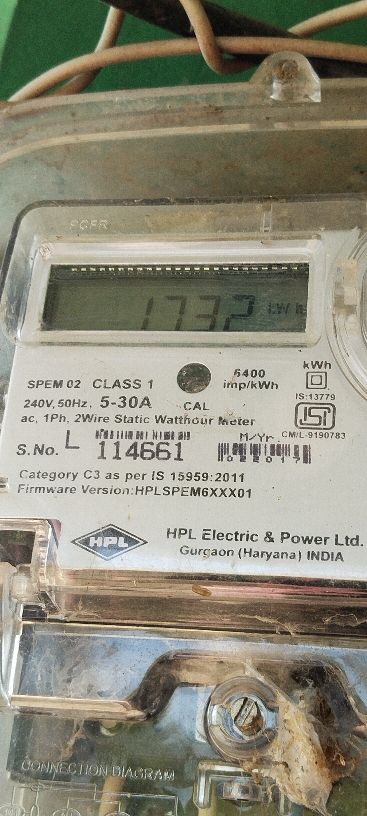 1732 kWh
SPEM 02 CLASS 1
6400 imp/kWh
kWh
240V, 50Hz, 5-30A CAL
IS:13779
ac, 1Ph, 2Wire Static Watthour Meter
CM/L-9190783
S.No. L 114661
M/Yr
022017
Category C3 as per IS 15959:2011
Firmware Version:HPLSPEM6XXX01
HPL
HPL Electric & Power Ltd.
Gurgaon (Haryana) INDIA
CONNECTION DIAGRAM